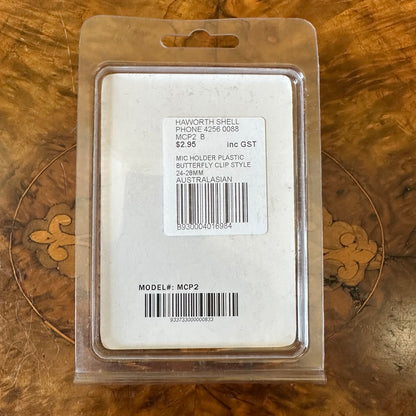 HAWORTH SHELL
PHONE 4256 0088
MCP2 B
$2.95 inc GST
MIC HOLDER PLASTIC
BUTTERFLY CLIP STYLE
24-28MM
AUSTRALASIAN
B930004016984
MODEL#: MCP2